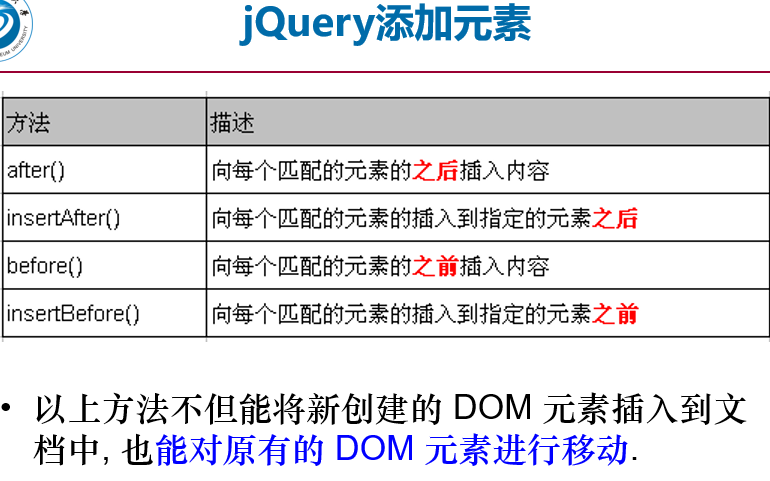 jQuery添加元素
方法 描述
after() 向每个匹配的元素的之后插入内容
insertAfter() 向每个匹配的元素的插入到指定的元素之后
before() 向每个匹配的元素的之前插入内容
insertBefore() 向每个匹配的元素的插入到指定的元素之前
• 以上方法不但能将新创建的 DOM 元素插入到文
档中, 也能对原有的 DOM 元素进行移动.